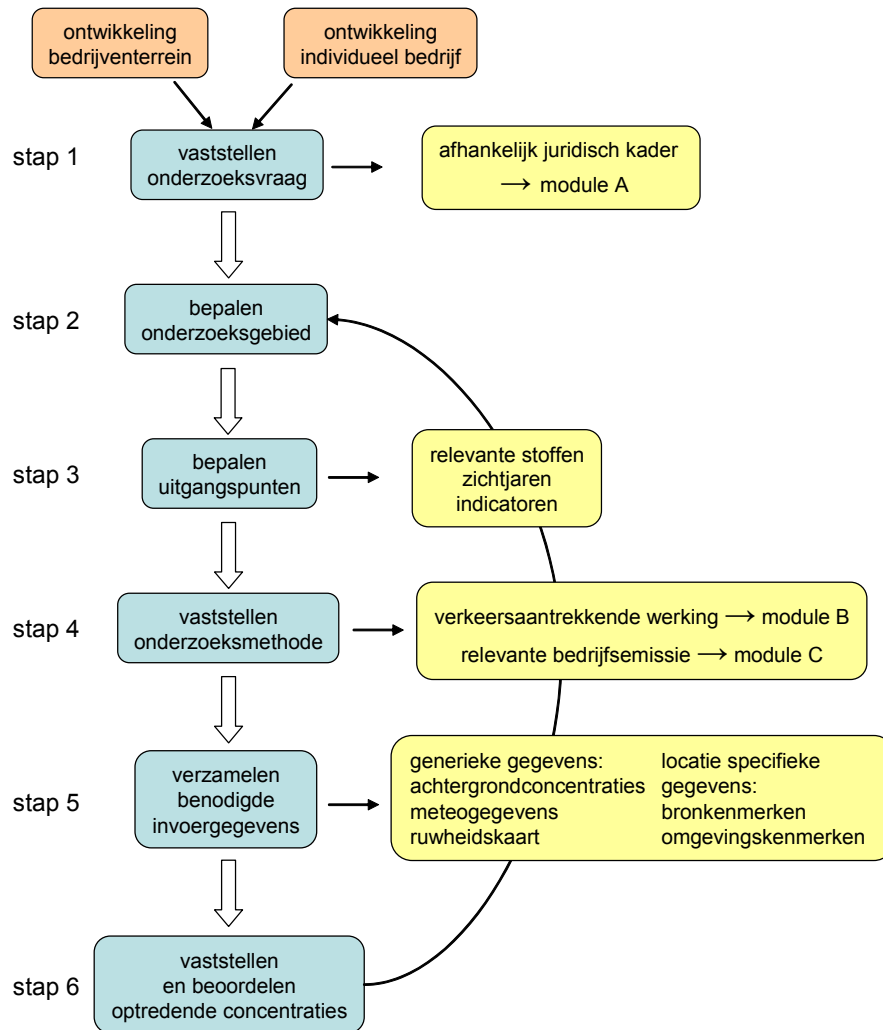 ontwikkeling
bedrijventerrein
ontwikkeling
individueel bedrijf
stap 1
vaststellen
onderzoeksvraag
afhankelijk juridisch kader
→ module A
stap 2
bepalen
onderzoeksgebied
stap 3
bepalen
uitgangspunten
relevante stoffen
zichtjaren
indicatoren
stap 4
vaststellen
onderzoeksmethode
verkeersaantrekkende werking → module B
relevante bedrijfsemissie → module C
stap 5
verzamelen
benodigde
invoergegevens
generieke gegevens:
achtergrondconcentraties
meteogegevens
ruwheidskaart
locatie specifieke
gegevens:
bronkenmerken
omgevingskenmerken
stap 6
vaststellen
en beoordelen
optredende concentraties